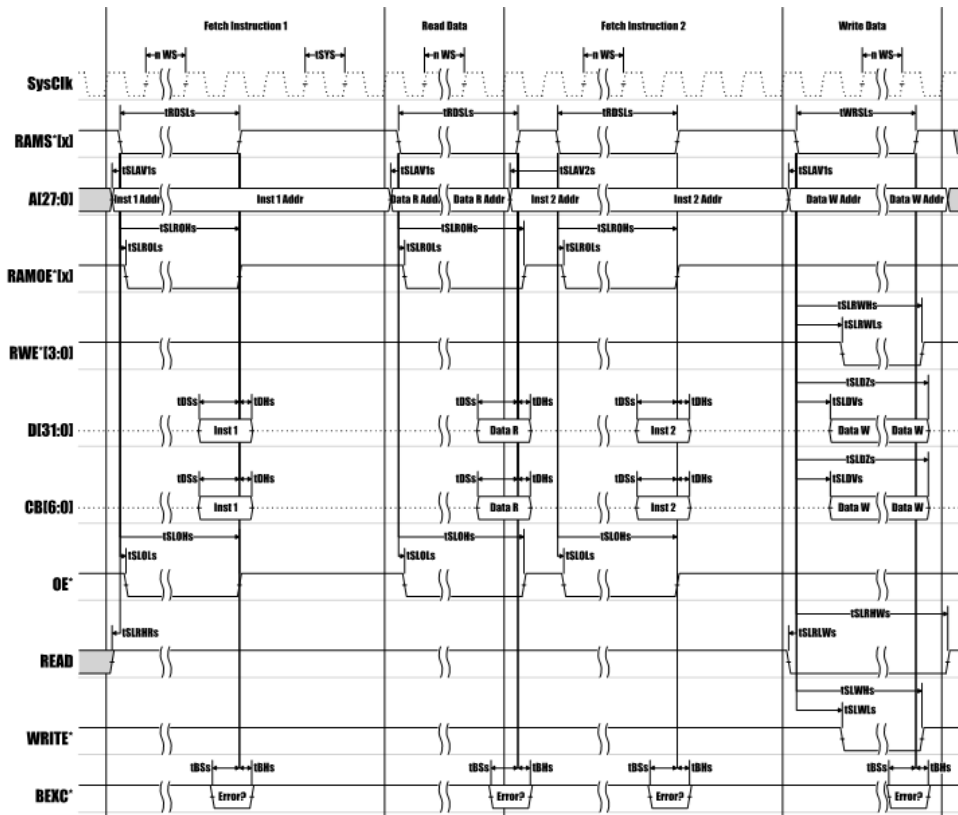 Fetch Instruction 1 Read Data Fetch Instruction 2 Write Data
n WS tSYS n WS n WS n WS
SysClk
tRDSLs tRDSLs tRDSLs tWRSLs
RAMS*[x]
tSLAV1s tSLAV1s tSLAV2s tSLAV1s
A[27:0] Inst 1 Addr Inst 1 Addr Data R Addr Data R Addr Inst 2 Addr Inst 2 Addr Data W Addr Data W Addr
tSLROHs tSLROHs tSLROHs
tSLROLs tSLROLs tSLROLs
RAMOE*[x]
tSLRWHs
tSLRWLs
RWE*[3:0]
tSLDZs
tDSs tDHs tDSs tDHs tDSs tDHs tSLDVs
D[31:0] Inst 1 Data R Inst 2 Data W Data W
tSLDZs
tDSs tDHs tDSs tDHs tDSs tDHs tSLDVs
CB[6:0] Inst 1 Data R Inst 2 Data W Data W
tSLOHs tSLOHs tSLOHs
tSLOLs tSLOLs tSLOLs
OE*
tSLRHWs
tSLRHRs tSLRLWs
READ
tSLWHs
tSLWLs
WRITE*
tBSs tBHs tBSs tBHs tBSs tBHs tBSs tBHs
BEXC* Error? Error? Error? Error?